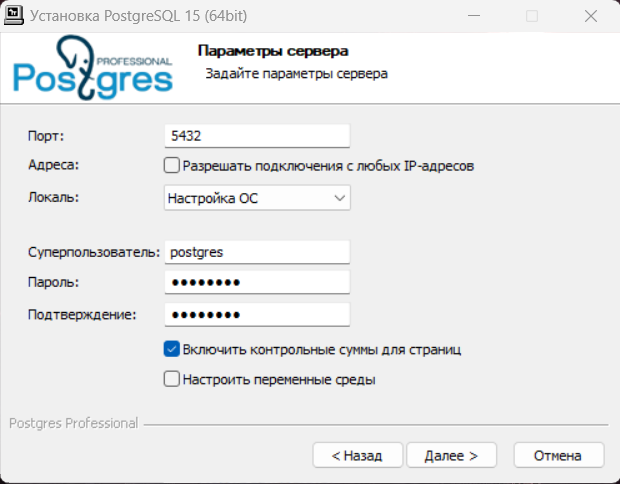 Установка PostgreSQL 15 (64bit)
PROFESSIONAL
Postgres
Параметры сервера
Задайте параметры сервера
Порт: 5432
Адреса: Разрешать подключения с любых IP-адресов
Локаль: Настройка ОС
Суперпользователь: postgres
Пароль: ●●●●●●●●
Подтверждение: ●●●●●●●●
Включить контрольные суммы для страниц
Настроить переменные среды
Postgres Professional
< Назад Далее > Отмена